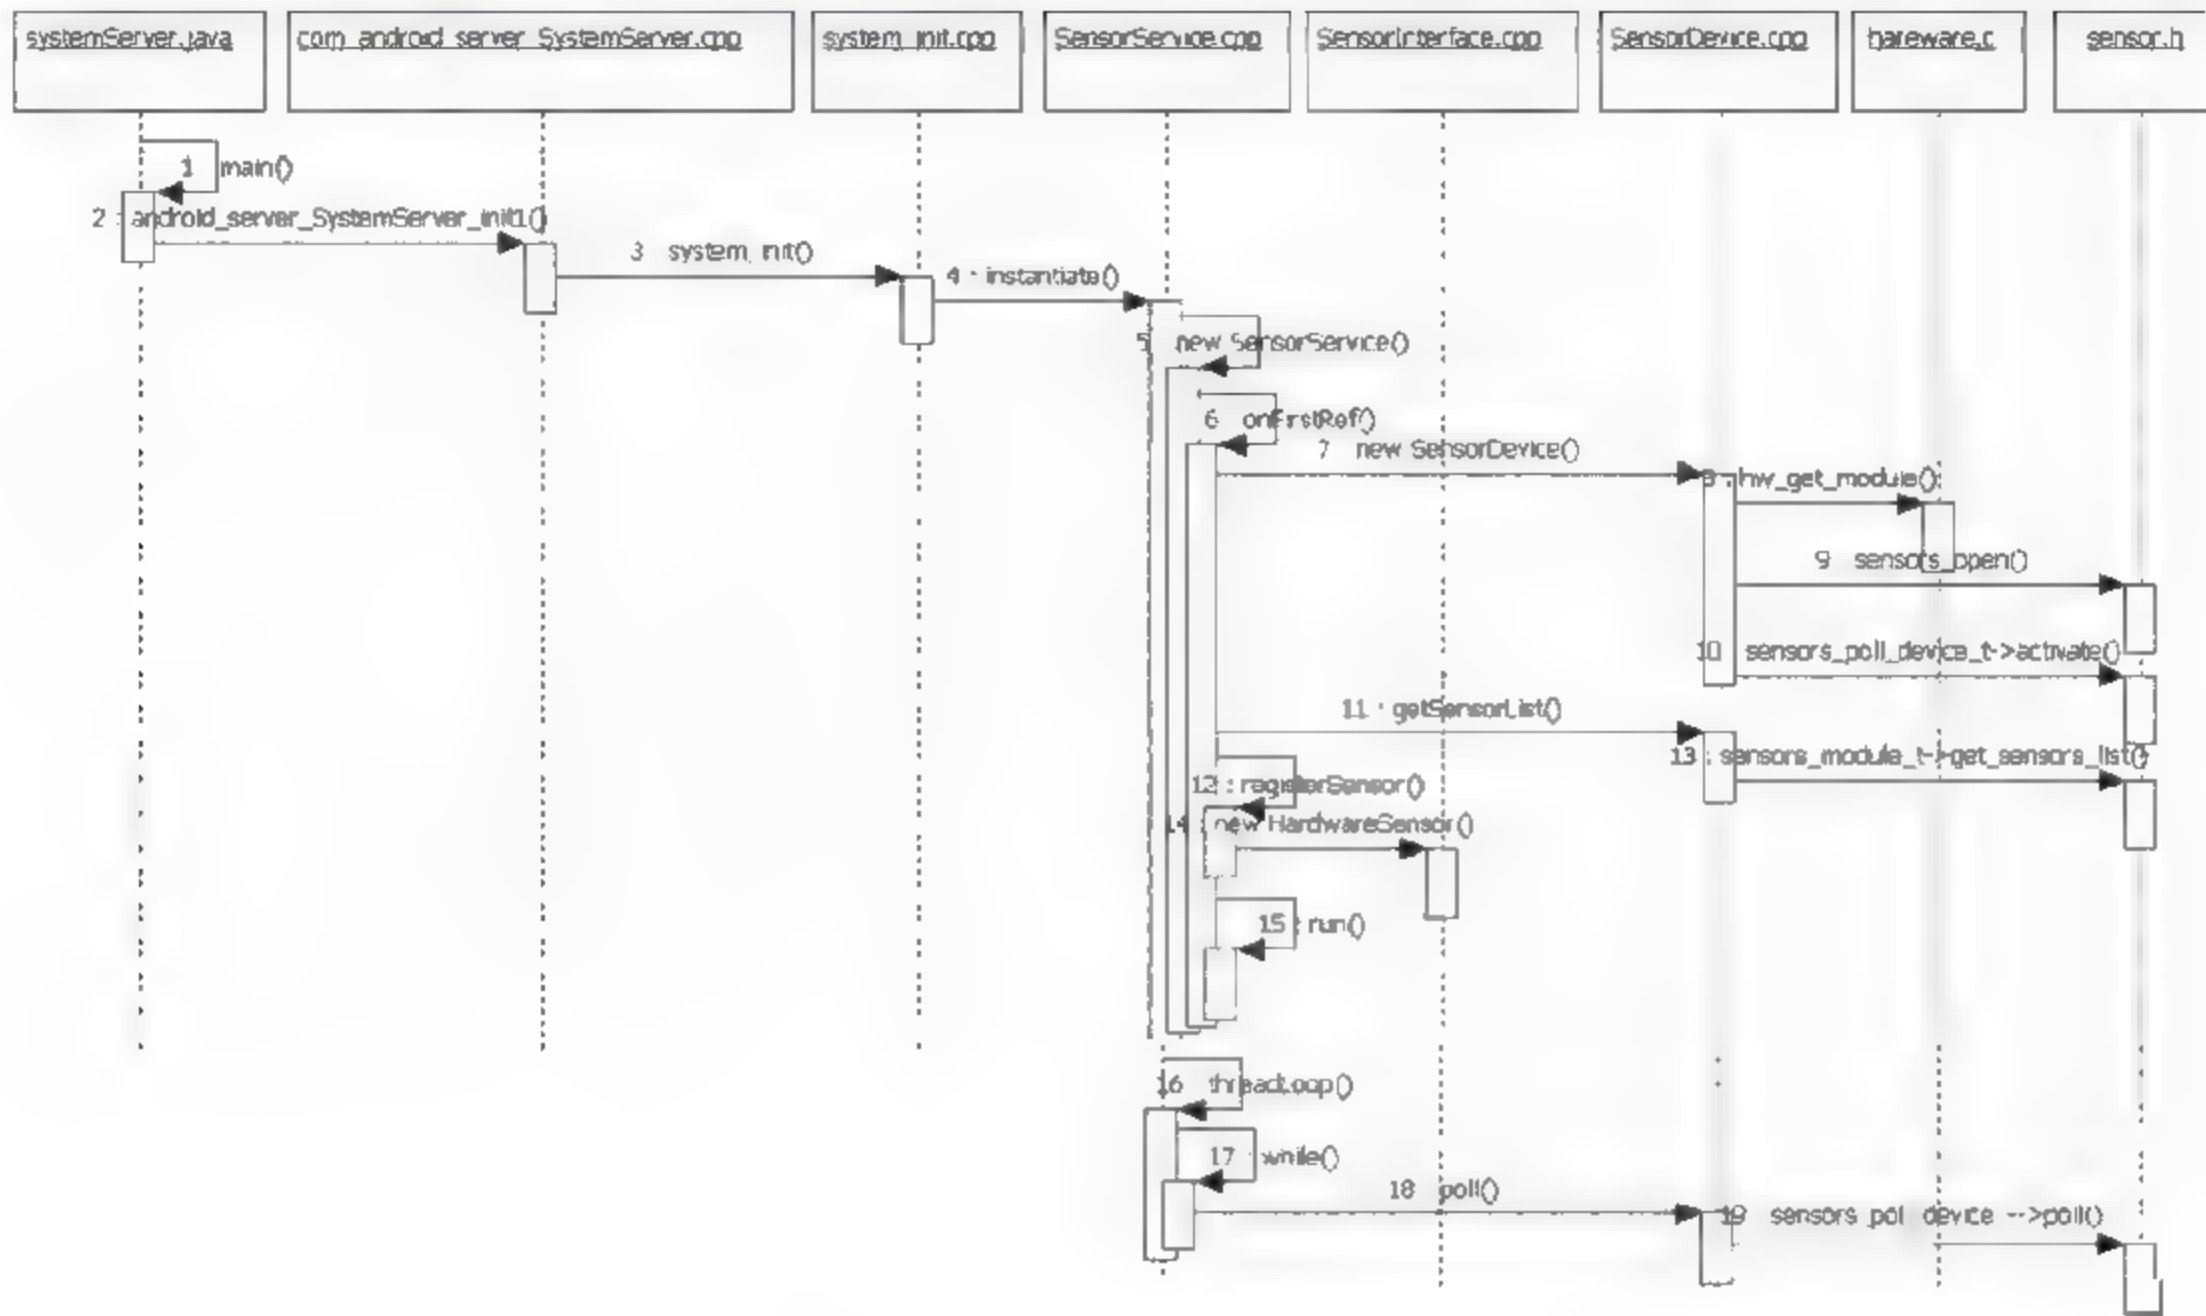 systemServer.java
com_android_server_SystemServer.cpp
system_init.cpp
SensorService.cpp
SensorInterface.cpp
SensorDevice.cpp
hareware.c
sensor.h
1 main()
2 : android_server_SystemServer_init1()
3 system_init()
4 : instantiate()
5 new SensorService()
6 onFirstRef()
7 new SensorDevice()
8 : hw_get_module()
9 sensors_open()
10 sensors_poll_device_t->activate()
11 : getSensorList()
12 : registerSensor()
13 : sensors_module_t->get_sensors_list()
14 : new HardwareSensor()
15 : run()
16 threadLoop()
17 : while()
18 poll()
19 sensors_poll_device_-->poll()